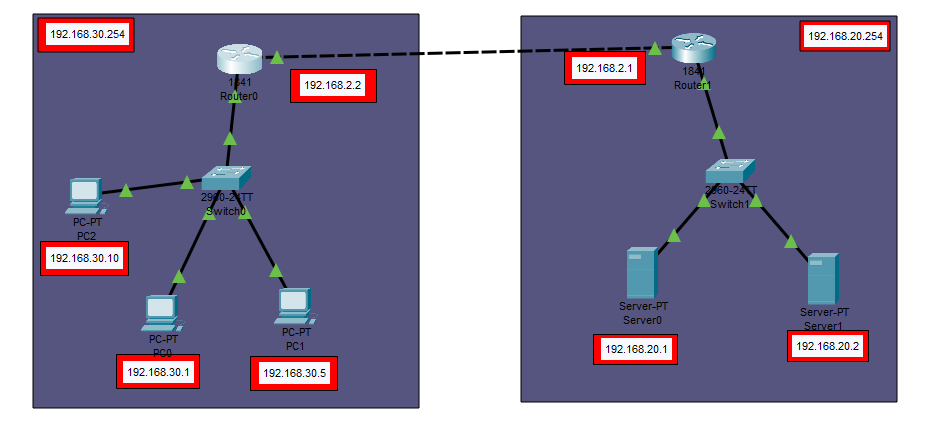 192.168.30.254
1841
Router0
192.168.2.2
2960-24TT
Switch0
PC-PT
PC2
192.168.30.10
PC-PT
PC0
192.168.30.1
PC-PT
PC1
192.168.30.5
192.168.2.1
1841
Router1
192.168.20.254
2960-24TT
Switch1
Server-PT
Server0
192.168.20.1
Server-PT
Server1
192.168.20.2